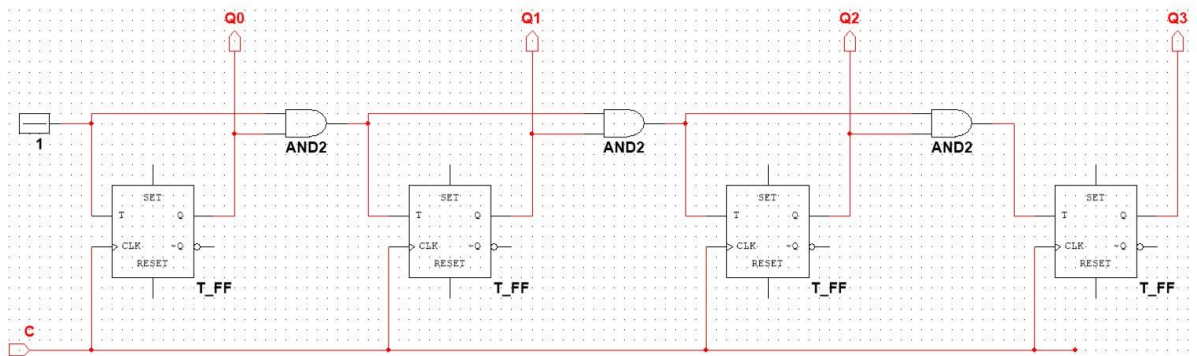 Q0 Q1 Q2 Q3
1
AND2 AND2 AND2
SET SET SET SET
T Q T Q T Q T Q
CLK ~Q CLK ~Q CLK ~Q CLK ~Q
RESET RESET RESET RESET
T_FF T_FF T_FF T_FF
C